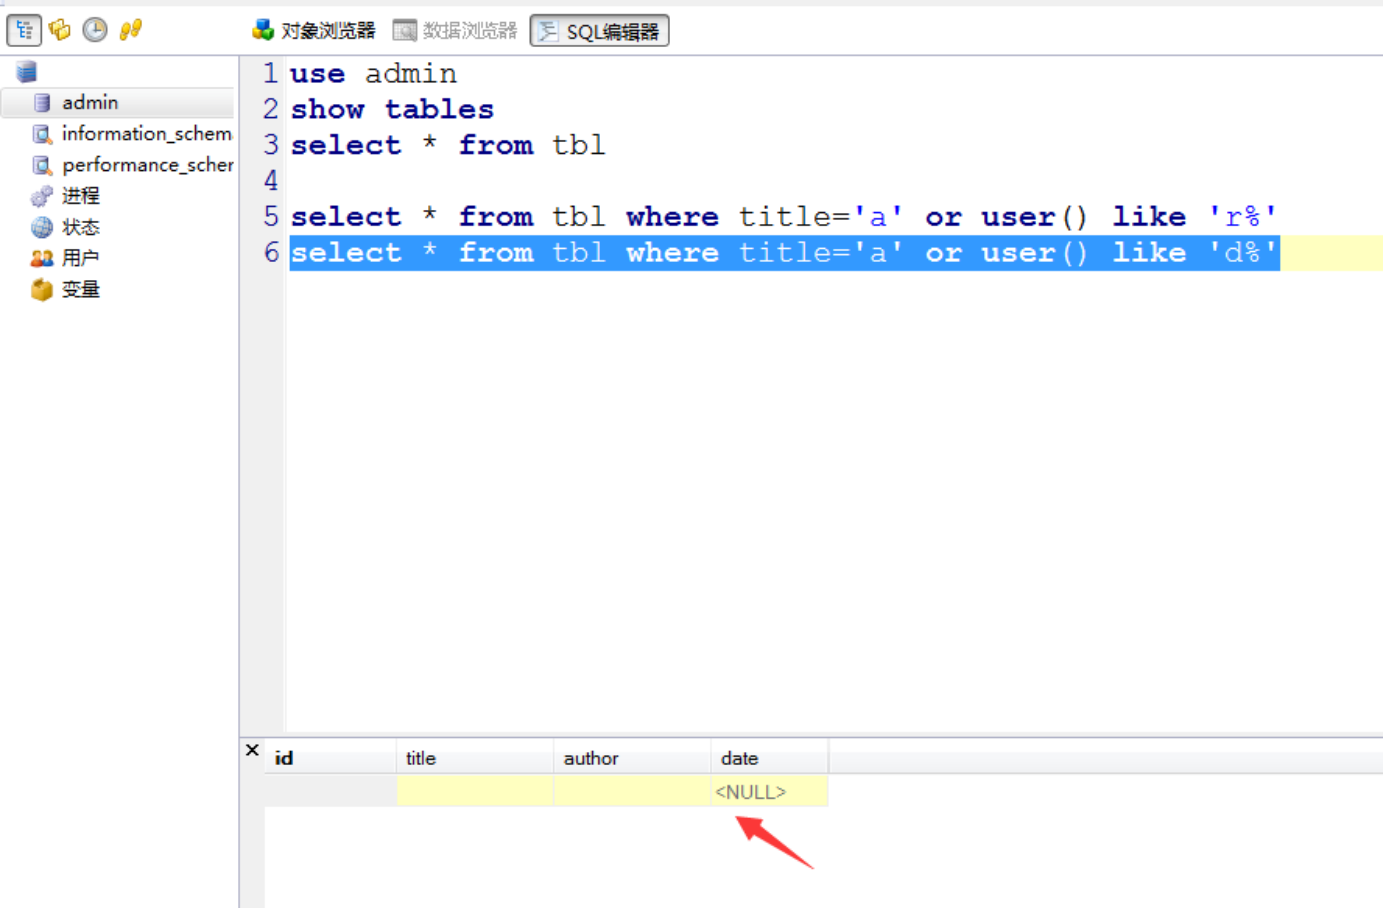 对象浏览器 数据浏览器 SQL编辑器
admin
information_schem
performance_scher
进程
状态
用户
变量
1 use admin
2 show tables
3 select * from tbl
4
5 select * from tbl where title='a' or user() like 'r%'
6 select * from tbl where title='a' or user() like 'd%'
× id title author date
<NULL>